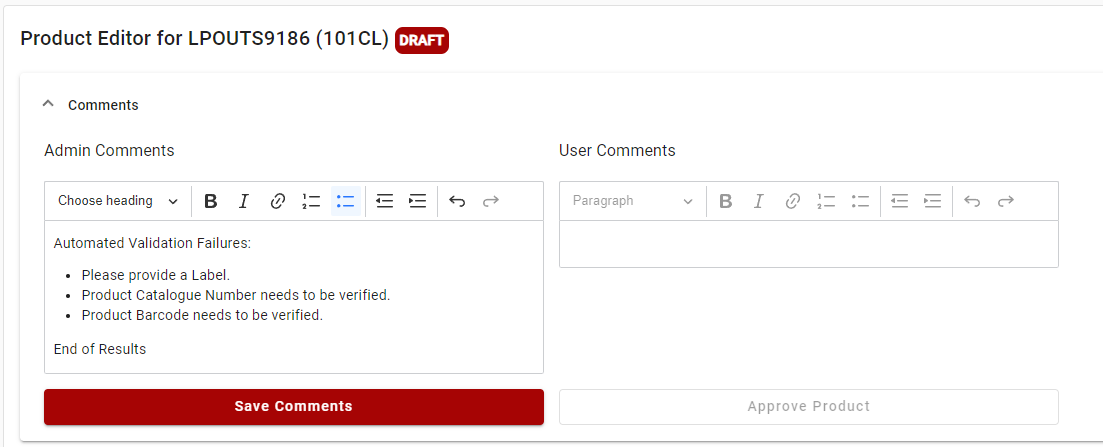 Product Editor for LPOUTS9186 (101CL) DRAFT
Comments
Admin Comments
User Comments
Choose heading
B I
Paragraph
B I
Automated Validation Failures:
• Please provide a Label.
• Product Catalogue Number needs to be verified.
• Product Barcode needs to be verified.
End of Results
Save Comments
Approve Product